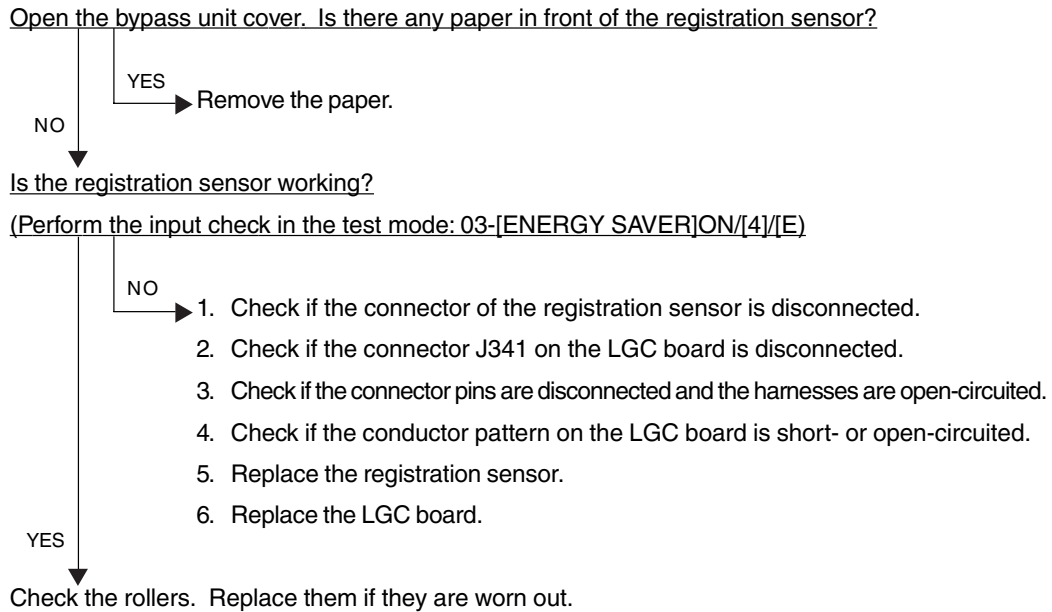 Open the bypass unit cover.  Is there any paper in front of the registration sensor?
YES
Remove the paper.
NO
Is the registration sensor working?
(Perform the input check in the test mode: 03-[ENERGY SAVER]ON/[4]/[E)
NO
1. Check if the connector of the registration sensor is disconnected.
2. Check if the connector J341 on the LGC board is disconnected.
3. Check if the connector pins are disconnected and the harnesses are open-circuited.
4. Check if the conductor pattern on the LGC board is short- or open-circuited.
5. Replace the registration sensor.
6. Replace the LGC board.
YES
Check the rollers.  Replace them if they are worn out.